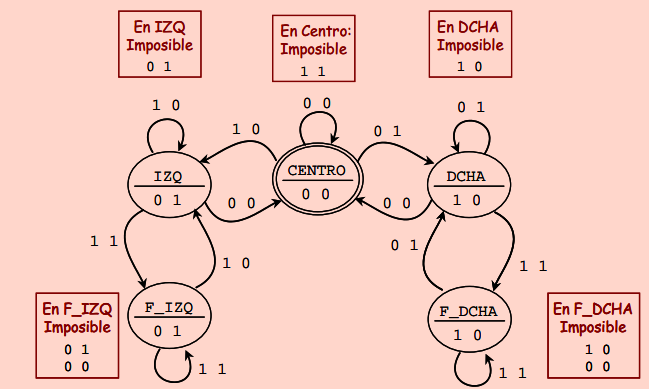 En IZQ
Imposible
0 1
En Centro:
Imposible
1 1
En DCHA
Imposible
1 0
1 0
0 0
0 1
1 0
0 1
IZQ
0 1
CENTRO
0 0
DCHA
1 0
0 0
0 0
1 1
1 0
0 1
1 1
En F_IZQ
Imposible
0 1
0 0
F_IZQ
0 1
F_DCHA
1 0
En F_DCHA
Imposible
1 0
0 0
1 1
1 1